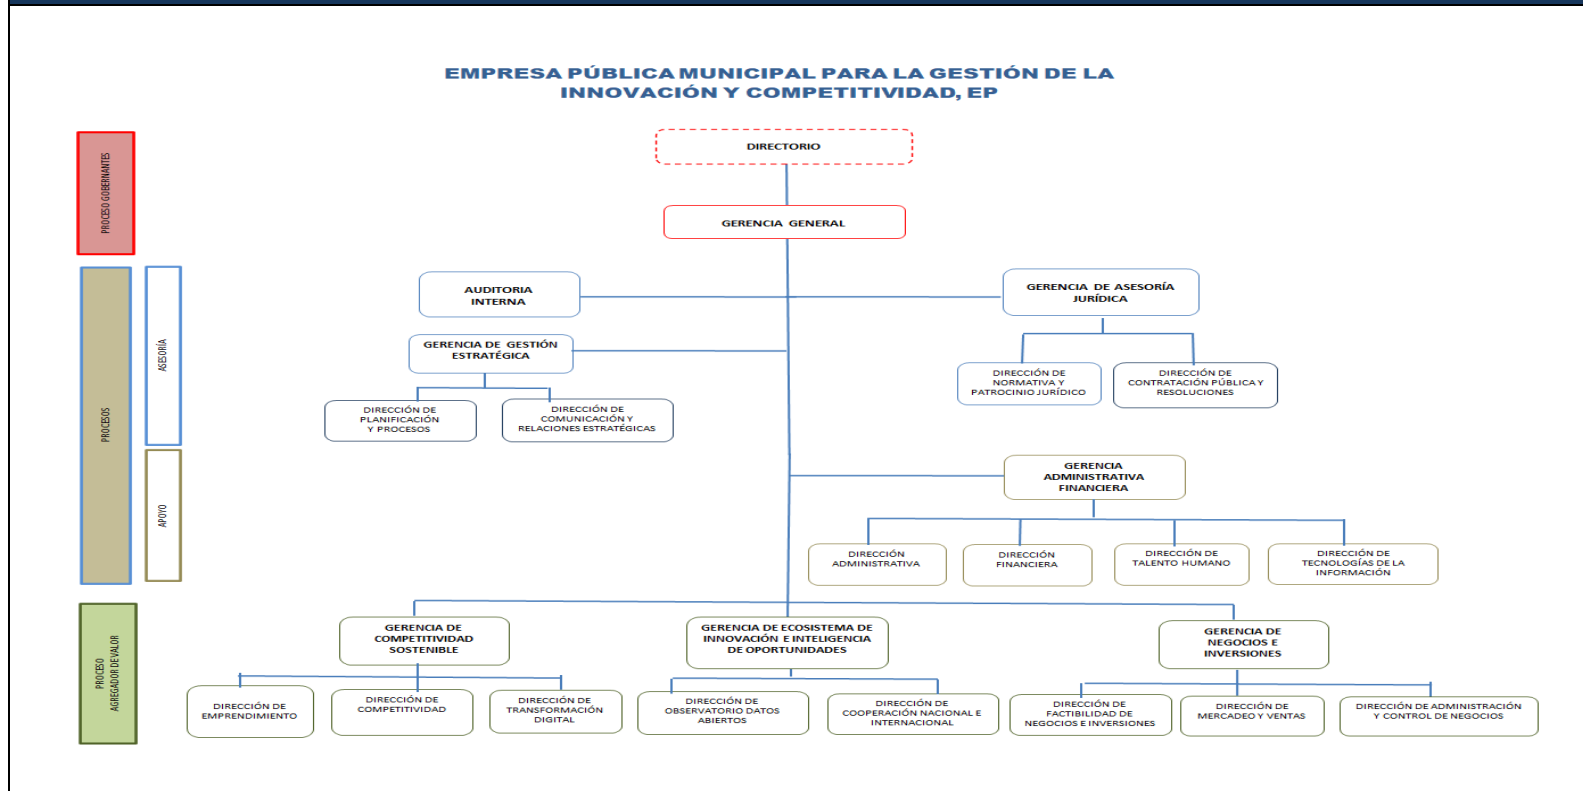 EMPRESA PÚBLICA MUNICIPAL PARA LA GESTIÓN DE LA
INNOVACIÓN Y COMPETITIVIDAD, EP
PROCESO GOBERNANTES
DIRECTORIO
GERENCIA GENERAL
PROCESOS
ASESORÍA
AUDITORIA
INTERNA
GERENCIA DE ASESORÍA
JURÍDICA
GERENCIA DE GESTIÓN
ESTRATÉGICA
DIRECCIÓN DE
NORMATIVA Y
PATROCINIO JURÍDICO
DIRECCIÓN DE
CONTRATACIÓN PÚBLICA Y
RESOLUCIONES
DIRECCIÓN DE
PLANIFICACIÓN
Y PROCESOS
DIRECCIÓN DE
COMUNICACIÓN Y
RELACIONES ESTRATÉGICAS
APOYO
GERENCIA
ADMINISTRATIVA
FINANCIERA
DIRECCIÓN
ADMINISTRATIVA
DIRECCIÓN
FINANCIERA
DIRECCIÓN DE
TALENTO HUMANO
DIRECCIÓN DE
TECNOLOGÍAS DE LA
INFORMACIÓN
PROCESO
AGREGADOR DE VALOR
GERENCIA DE
COMPETITIVIDAD
SOSTENIBLE
GERENCIA DE ECOSISTEMA DE
INNOVACIÓN E INTELIGENCIA
DE OPORTUNIDADES
GERENCIA DE
NEGOCIOS E
INVERSIONES
DIRECCIÓN DE
EMPRENDIMIENTO
DIRECCIÓN DE
COMPETITIVIDAD
DIRECCIÓN DE
TRANSFORMACIÓN
DIGITAL
DIRECCIÓN DE
OBSERVATORIO DATOS
ABIERTOS
DIRECCIÓN DE
COOPERACIÓN NACIONAL E
INTERNACIONAL
DIRECCIÓN DE
FACTIBILIDAD DE
NEGOCIOS E INVERSIONES
DIRECCIÓN DE
MERCADEO Y VENTAS
DIRECCIÓN DE ADMINISTRACIÓN
Y CONTROL DE NEGOCIOS